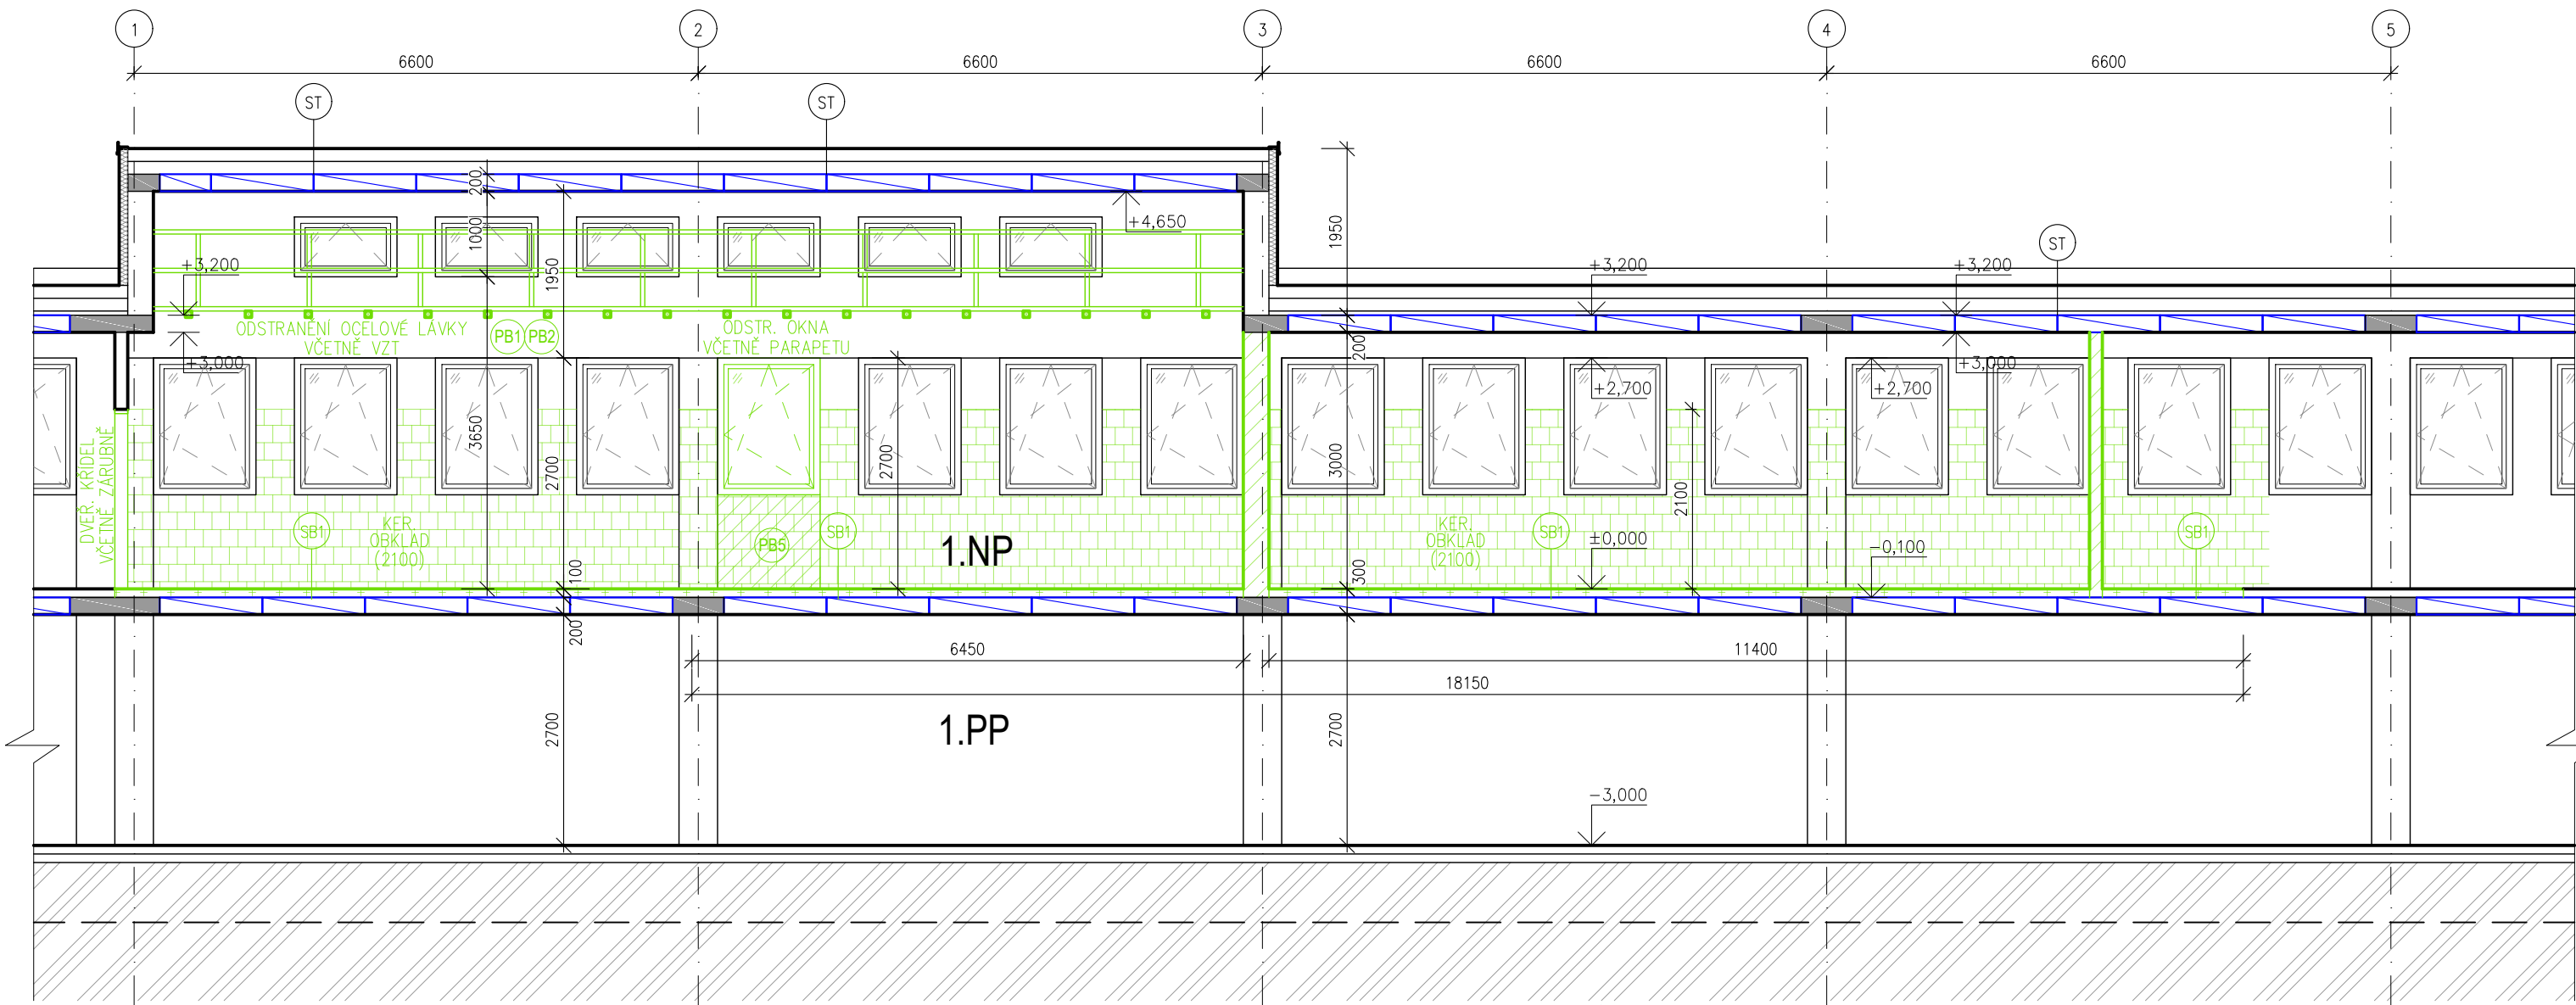 1
2
3
4
5
6600
6600
6600
6600
ST
ST
200
+4,650
1000
1950
1950
ST
+3,200
+3,200
+3,200
ODSTRANĚNÍ OCELOVÉ LÁVKY
VČETNĚ VZT
PB1
PB2
ODSTR. OKNA
VČETNĚ PARAPETU
200
+3,000
+3,000
+2,700
+2,700
DVEŘ. KŘÍDEL
VČETNĚ ZÁRUBNĚ
3650
2700
2700
3000
2100
SB1
KER.
OBKLAD
(2100)
PB5
SB1
1.NP
KER.
OBKLAD
(2100)
SB1
±0,000
-0,100
SB1
100
300
200
6450
11400
18150
2700
1.PP
2700
-3,000